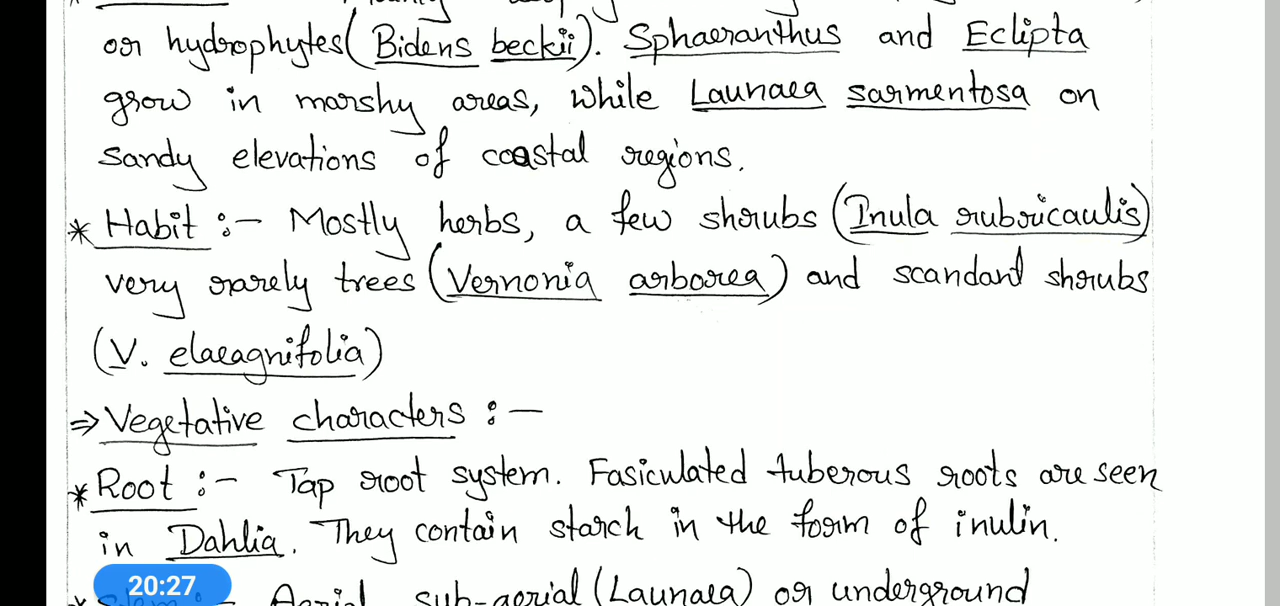 or hydrophytes (Bidens beckii). Sphaeranthus and Eclipta
grow in marshy areas, while Launaea sarmentosa on
sandy elevations of coastal regions.
* Habit :- Mostly herbs, a few shrubs (Inula rubricaulis)
very rarely trees (Vernonia arborea) and scandant shrubs
(V. elaeagnifolia)
⇒ Vegetative characters :-
* Root :- Tap root system. Fasiculated tuberous roots are seen
in Dahlia. They contain starch in the form of inulin.
20:27
Aerial, sub-aerial (Launaea) or underground